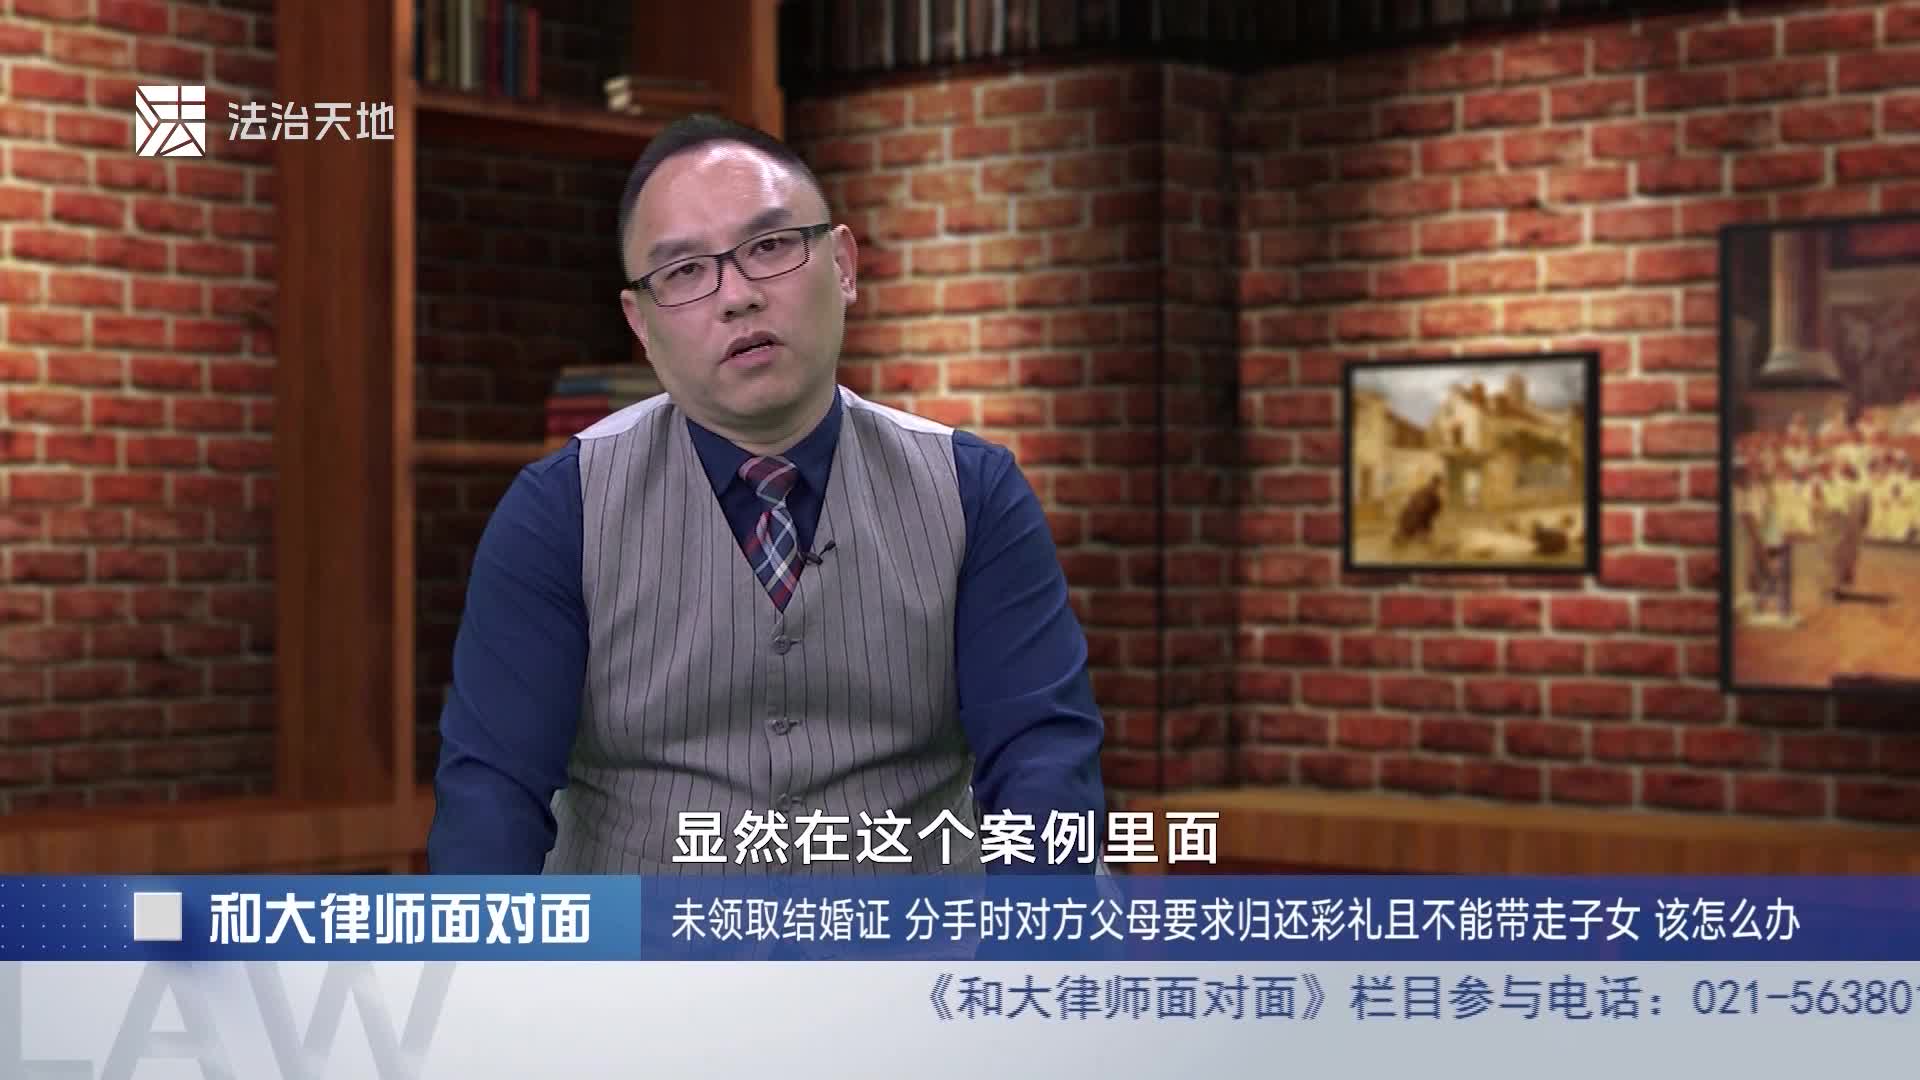 法治天地
显然在这个案例里面
和大律师面对面
未领取结婚证 分手时对方父母要求归还彩礼且不能带走子女 该怎么办
LAW
《和大律师面对面》栏目参与电话：021-56380